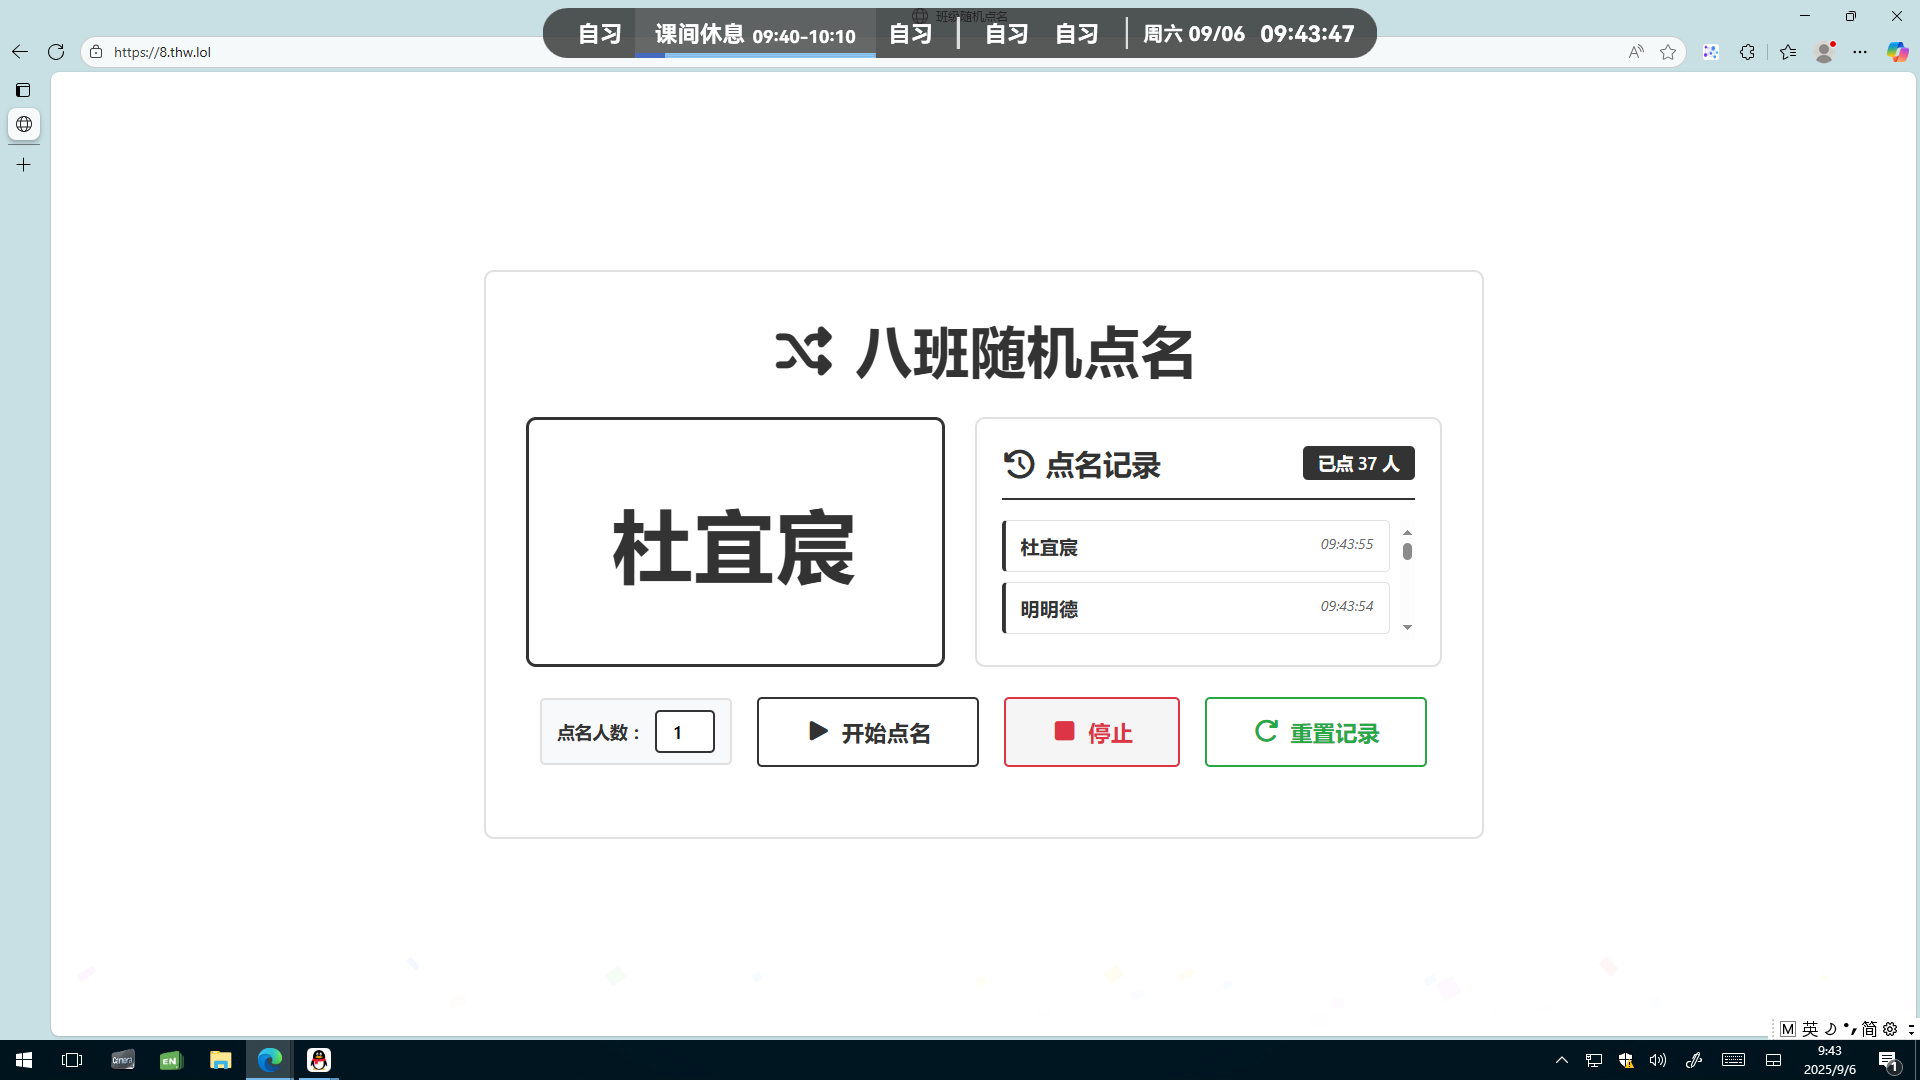 班级随机点名
自习 课间休息 09:40-10:10 自习 自习 自习 周六 09/06 09:43:47
https://8.thw.lol
八班随机点名
杜宜宸
点名记录 已点 37 人
杜宜宸 09:43:55
明明德 09:43:54
点名人数： 1 开始点名 停止 重置记录
M 英 简
Camera EN
9:43
2025/9/6
1